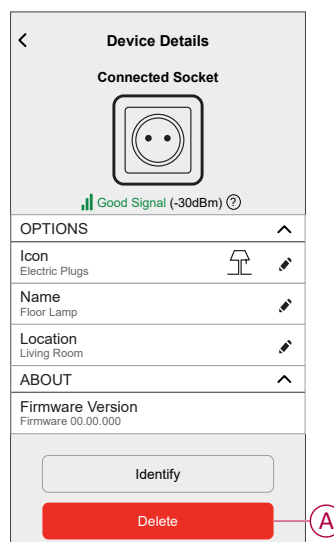 Device Details
Connected Socket
Good Signal (-30dBm) ?
OPTIONS
Icon
Electric Plugs
Name
Floor Lamp
Location
Living Room
ABOUT
Firmware Version
Firmware 00.00.000
Identify
Delete
A